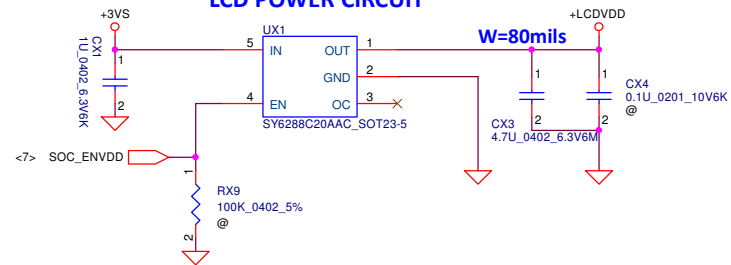 LCD POWER CIRCUIT
+3VS
+LCDVDD
UX1
W=80mils
CX1
1U_0402_6.3V6K
1
2
5
IN
OUT
1
GND
2
4
EN
OC
3
SY6288C20AAC_SOT23-5
1
2
CX3
4.7U_0402_6.3V6M
1
2
CX4
0.1U_0201_10V6K
@
<7>
SOC_ENVDD
1
2
RX9
100K_0402_5%
@